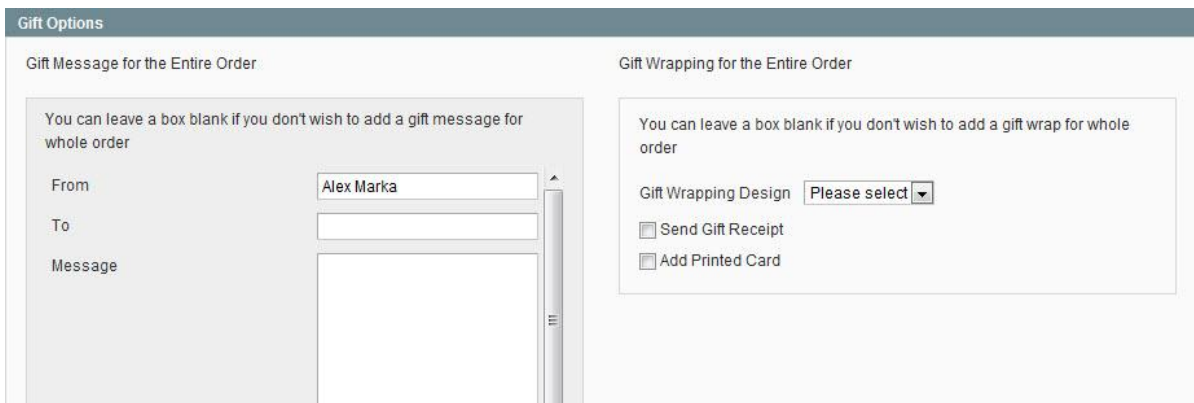 Gift Options
Gift Message for the Entire Order
You can leave a box blank if you don't wish to add a gift message for
whole order
From
Alex Marka
To
Message
Gift Wrapping for the Entire Order
You can leave a box blank if you don't wish to add a gift wrap for whole
order
Gift Wrapping Design Please select
Send Gift Receipt
Add Printed Card